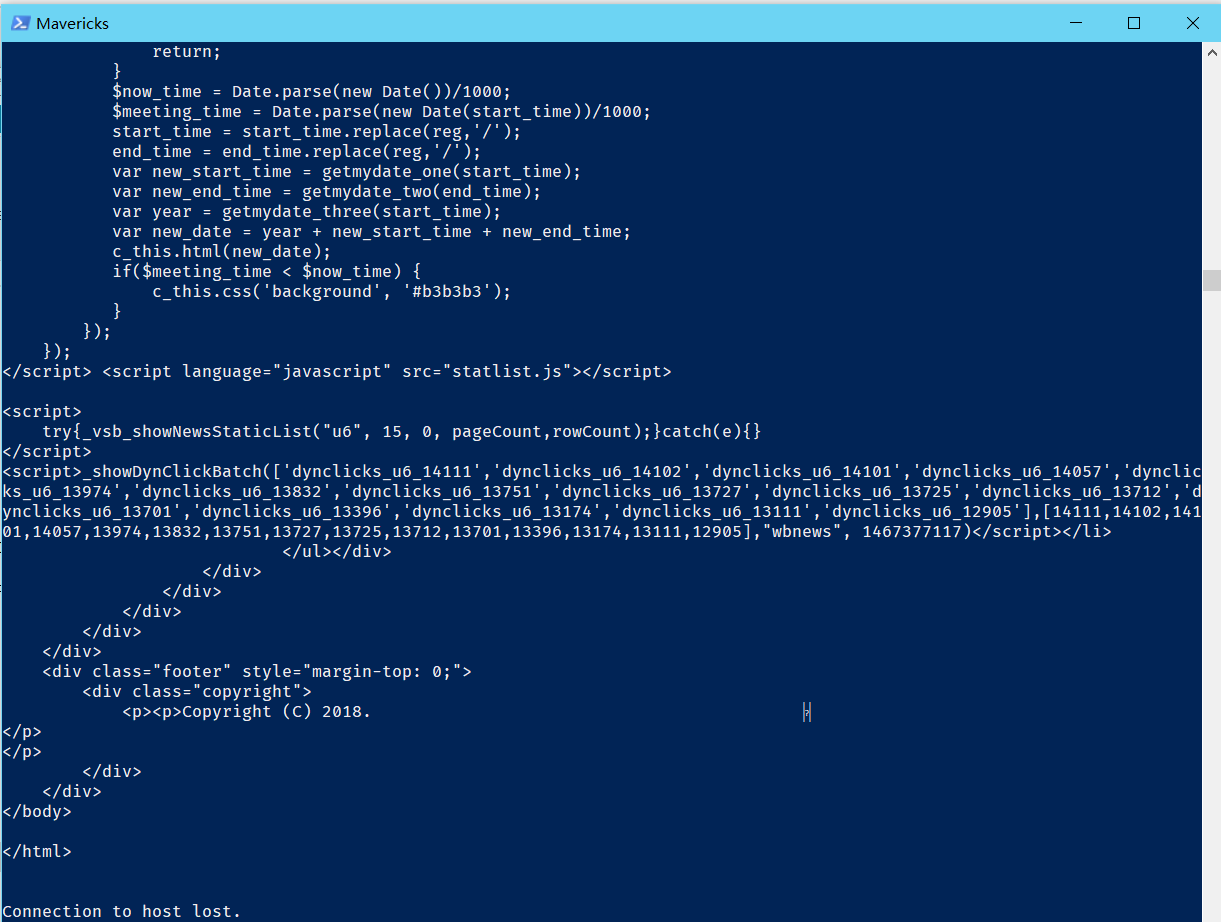 Mavericks
return;
}
$now_time = Date.parse(new Date())/1000;
$meeting_time = Date.parse(new Date(start_time))/1000;
start_time = start_time.replace(reg,'/');
end_time = end_time.replace(reg,'/');
var new_start_time = getmydate_one(start_time);
var new_end_time = getmydate_two(end_time);
var year = getmydate_three(start_time);
var new_date = year + new_start_time + new_end_time;
c_this.html(new_date);
if($meeting_time < $now_time) {
c_this.css('background', '#b3b3b3');
}
});
});
</script> <script language="javascript" src="statlist.js"></script>
<script>
try{_vsb_showNewsStaticList("u6", 15, 0, pageCount,rowCount);}catch(e){}
</script>
<script>_showDynClickBatch(['dynclicks_u6_14111','dynclicks_u6_14102','dynclicks_u6_14101','dynclicks_u6_14057','dynclic
ks_u6_13974','dynclicks_u6_13832','dynclicks_u6_13751','dynclicks_u6_13727','dynclicks_u6_13725','dynclicks_u6_13712','d
ynclicks_u6_13701','dynclicks_u6_13396','dynclicks_u6_13174','dynclicks_u6_13111','dynclicks_u6_12905'],[14111,14102,141
01,14057,13974,13832,13751,13727,13725,13712,13701,13396,13174,13111,12905],"wbnews", 1467377117)</script></li>
</ul></div>
</div>
</div>
</div>
</div>
</div>
<div class="footer" style="margin-top: 0;">
<div class="copyright">
<p><p>Copyright (C) 2018.
</p>
</p>
</div>
</div>
</body>
</html>
Connection to host lost.